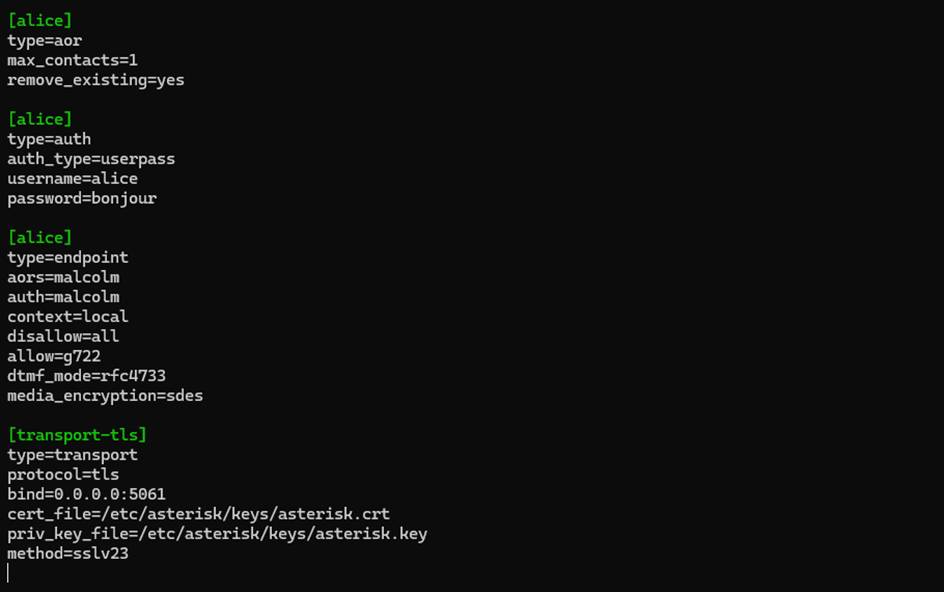 [alice]
type=aor
max_contacts=1
remove_existing=yes
[alice]
type=auth
auth_type=userpass
username=alice
password=bonjour
[alice]
type=endpoint
aors=malcolm
auth=malcolm
context=local
disallow=all
allow=g722
dtmf_mode=rfc4733
media_encryption=sdes
[transport-tls]
type=transport
protocol=tls
bind=0.0.0.0:5061
cert_file=/etc/asterisk/keys/asterisk.crt
priv_key_file=/etc/asterisk/keys/asterisk.key
method=sslv23